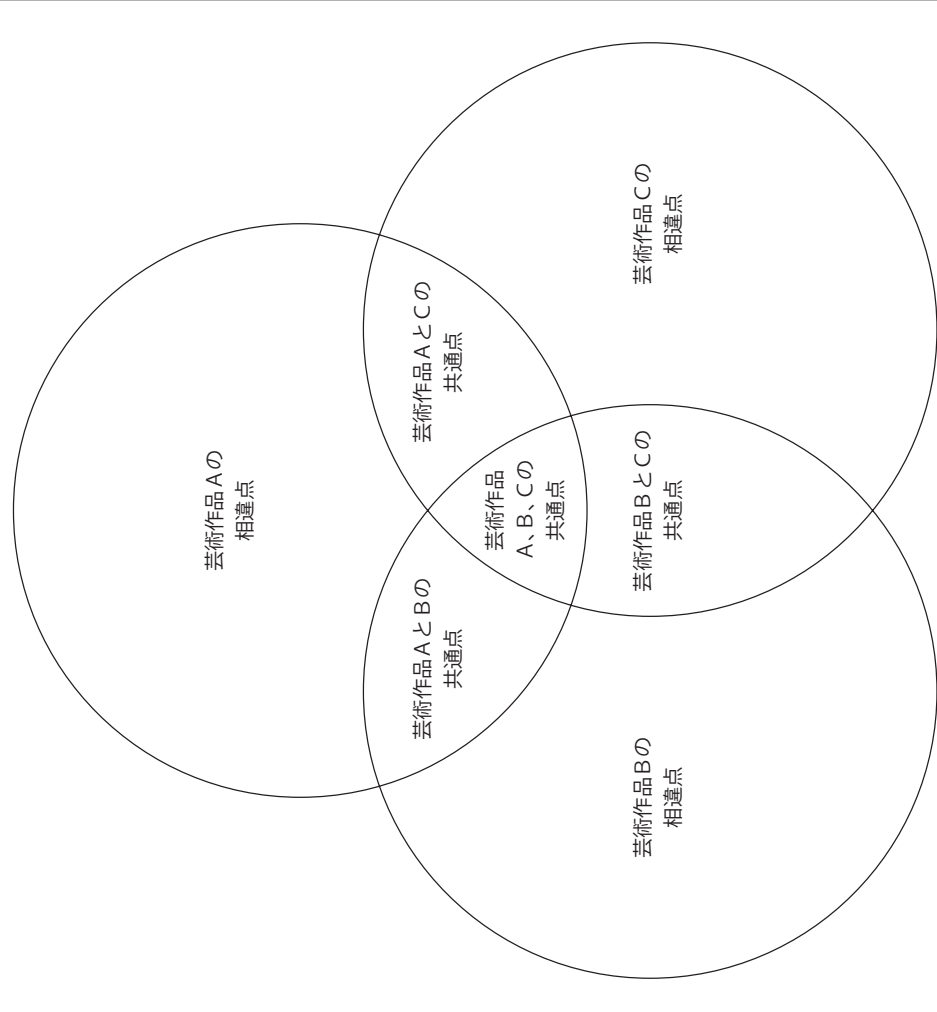 芸術作品Aの
相違点
芸術作品AとBの
共通点
芸術作品AとCの
共通点
芸術作品
A、B、Cの
共通点
芸術作品Bの
相違点
芸術作品BとCの
共通点
芸術作品Cの
相違点